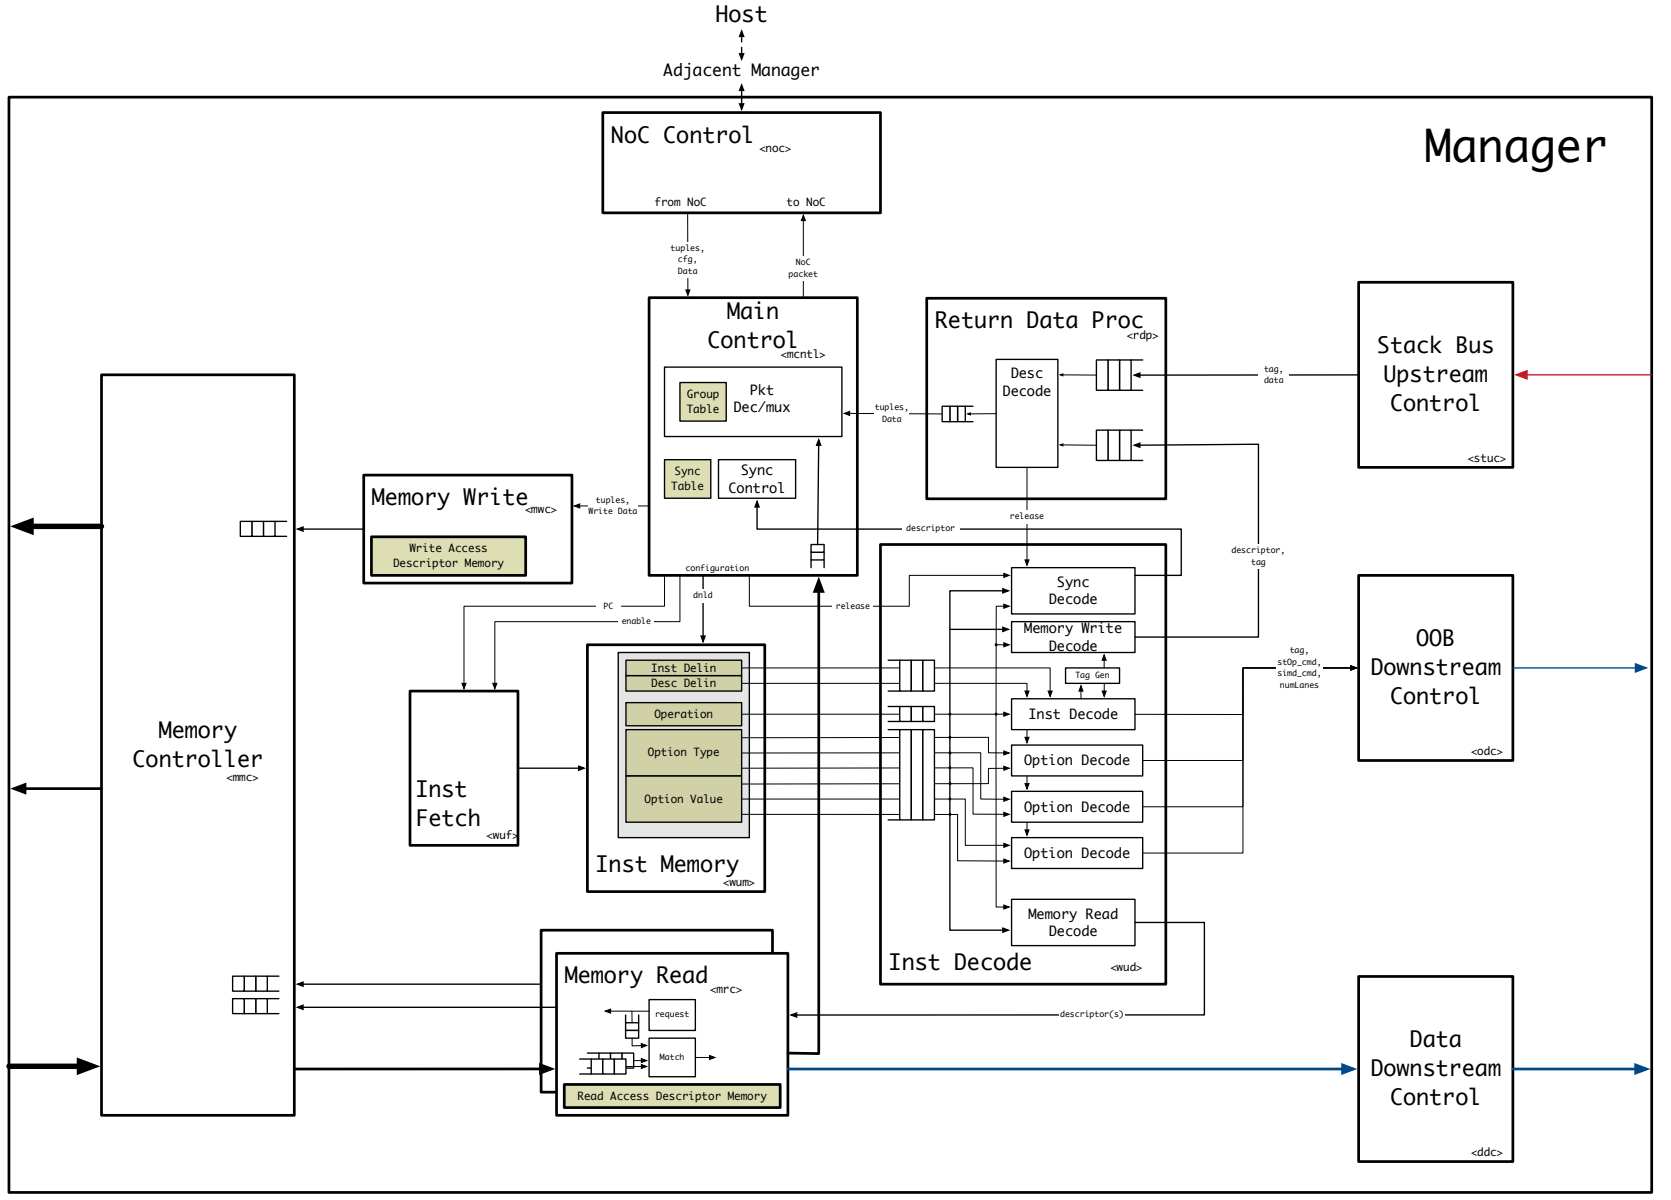 Host
Adjacent Manager
Manager
NoC Control
<noc>
from NoC
to NoC
tuples,
cfg,
Data
NoC
packet
Main
Control
<mcntl>
Group
Table
Pkt
Dec/mux
Sync
Table
Sync
Control
configuration
Return Data Proc
<rdp>
Desc
Decode
tuples,
Data
tag,
data
Stack Bus
Upstream
Control
<stuc>
Memory Write
<mwc>
Write Access
Descriptor Memory
tuples,
Write Data
release
descriptor
descriptor,
tag
PC
enable
dnld
release
Memory
Controller
<mmc>
Inst
Fetch
<wuf>
Inst Delin
Desc Delin
Operation
Option Type
Option Value
Inst Memory
<wum>
Sync
Decode
Memory Write
Decode
Tag Gen
Inst Decode
Option Decode
Option Decode
Option Decode
Memory Read
Decode
Inst Decode
<wud>
tag,
stOp_cmd,
simd_cmd,
numLanes
OOB
Downstream
Control
<odc>
Memory Read
<mrc>
request
Match
Read Access Descriptor Memory
descriptor(s)
Data
Downstream
Control
<ddc>